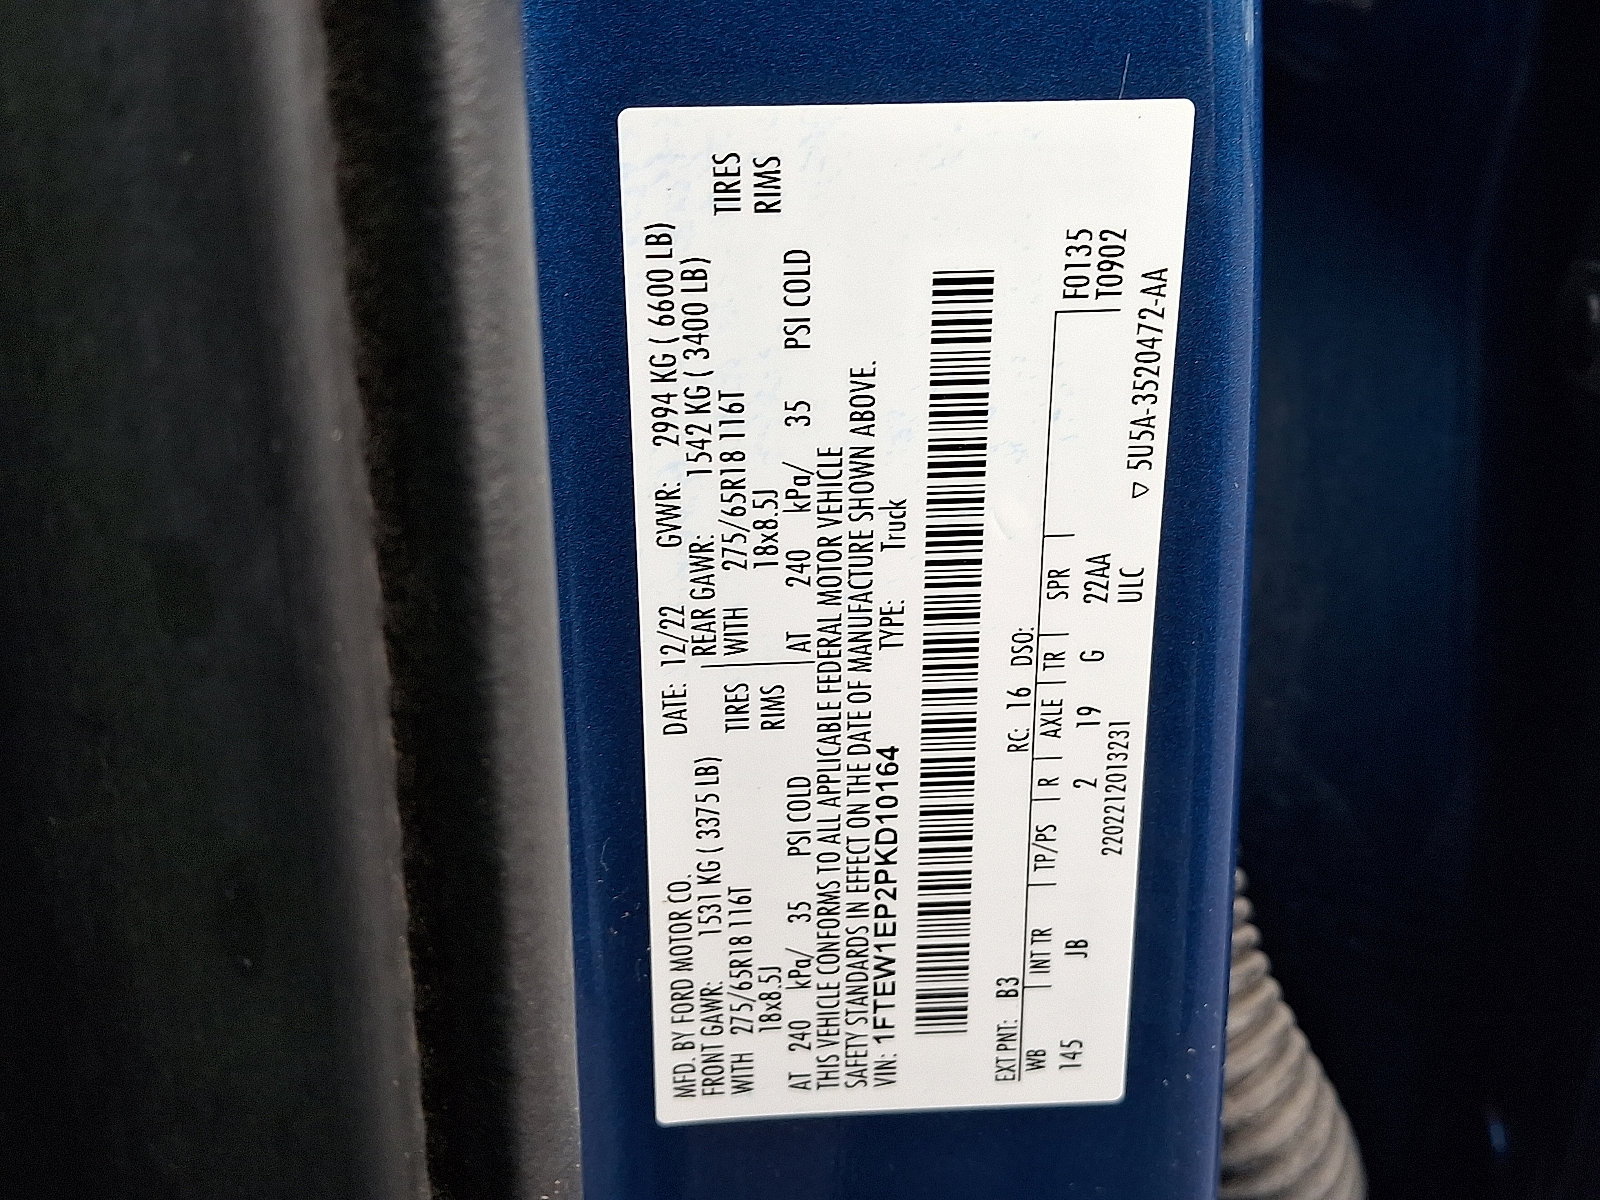 MFD. BY FORD MOTOR CO. DATE: 12/22 GVWR: 2994 KG ( 6600 LB)
FRONT GAWR: 1531 KG ( 3375 LB) REAR GAWR: 1542 KG ( 3400 LB)
WITH 275/65R18 116T TIRES WITH 275/65R18 116T TIRES
18x8.5J RIMS 18x8.5J RIMS
AT 240 kPa/ 35 PSI COLD AT 240 kPa/ 35 PSI COLD
THIS VEHICLE CONFORMS TO ALL APPLICABLE FEDERAL MOTOR VEHICLE
SAFETY STANDARDS IN EFFECT ON THE DATE OF MANUFACTURE SHOWN ABOVE.
VIN: 1FTEW1EP2PKD10164 TYPE: Truck
EXT PNT: B3 RC: 16 DSO:
WB INT TR TP/PS R AXLE TR SPR F0135
145 JB 2 19 G 22AA T0902
2202212013231 ULC
▽ 5U5A-3520472-AA